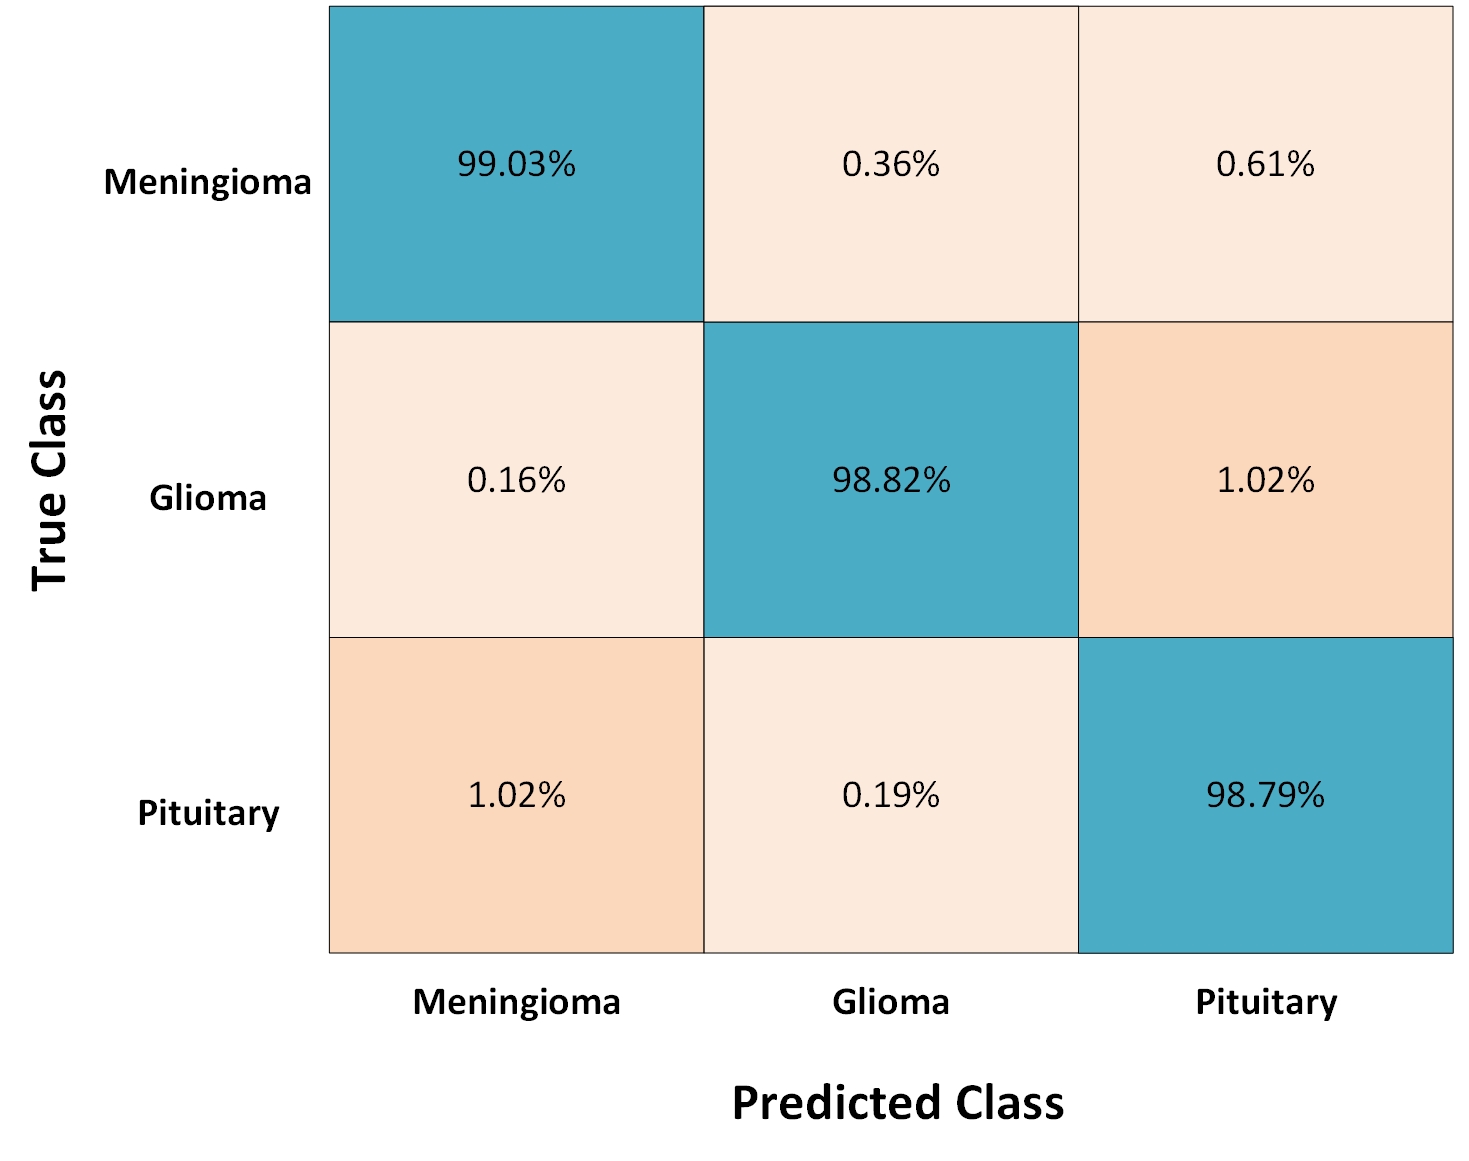 Meningioma
99.03%
0.36%
0.61%
True Class
Glioma
0.16%
98.82%
1.02%
Pituitary
1.02%
0.19%
98.79%
Meningioma
Glioma
Pituitary
Predicted Class